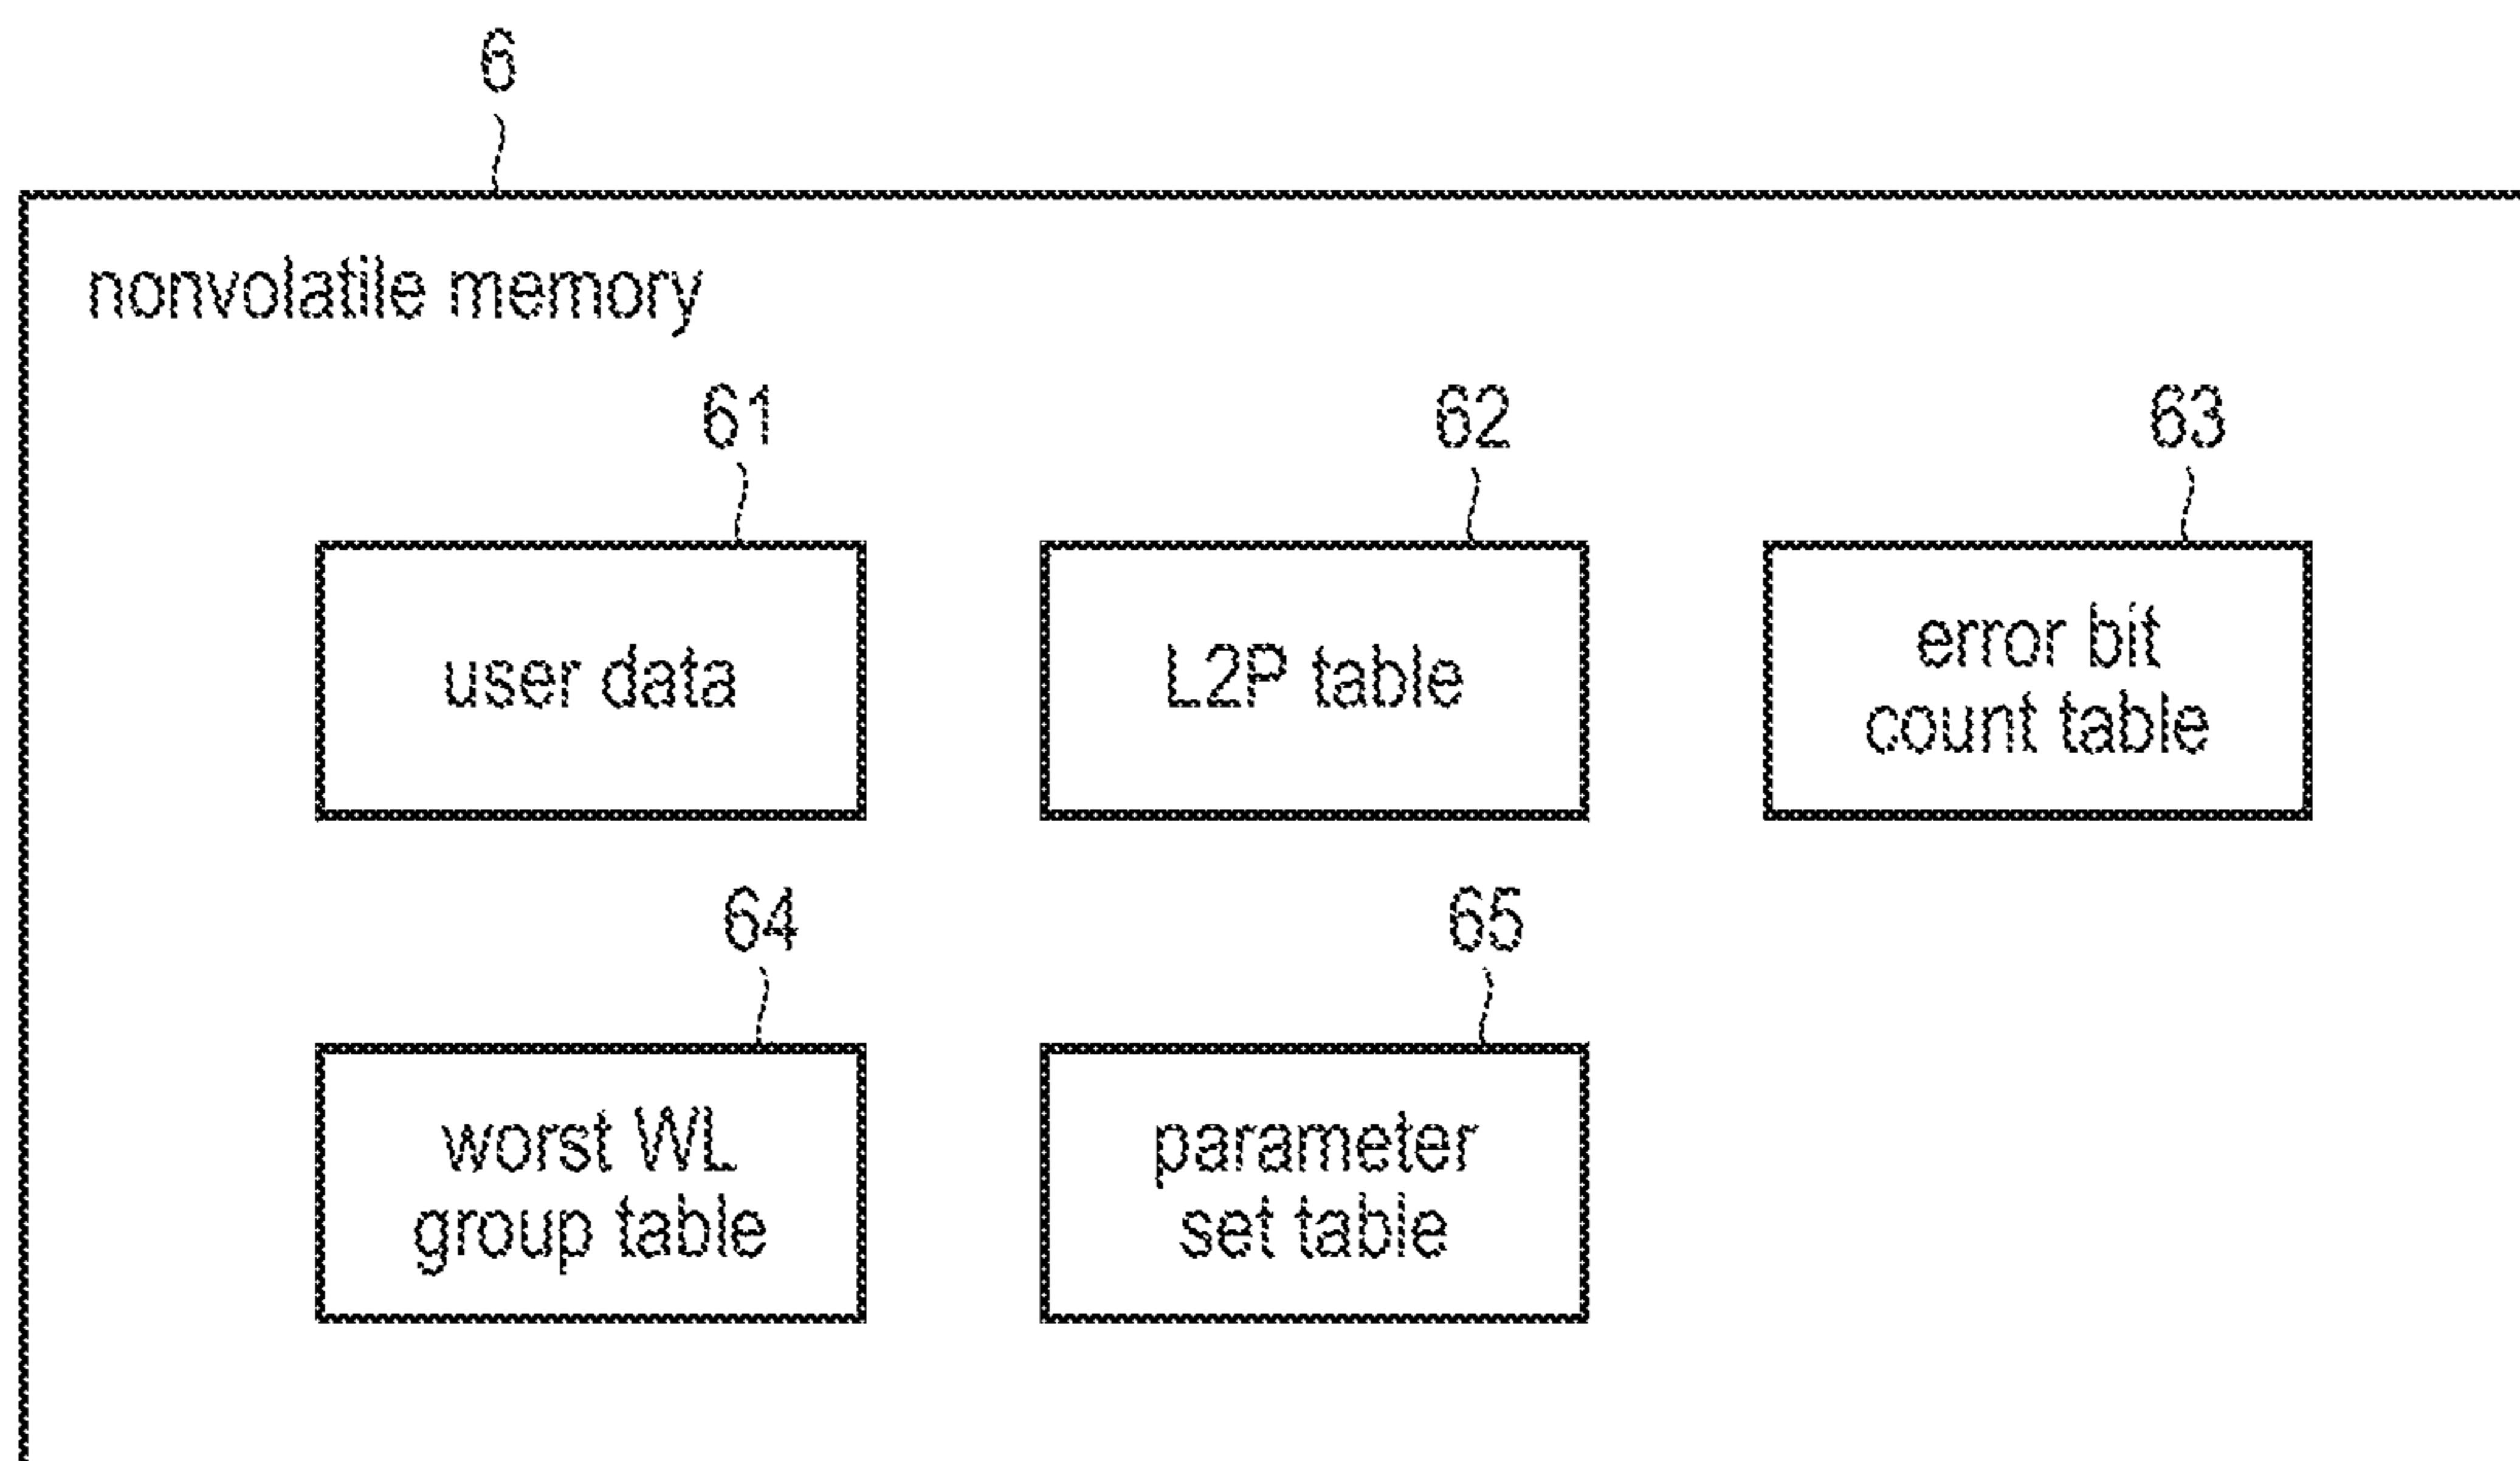 6
nonvolatile memory
61
62
63
user data
L2P table
error bit
count table
64
65
worst WL
group table
parameter
set table